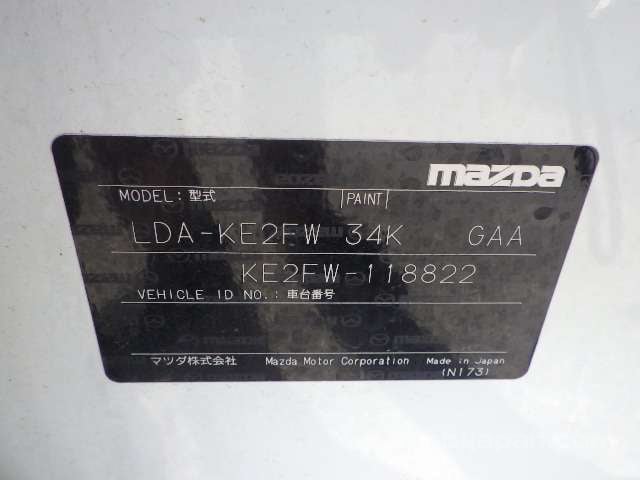 mazda
MODEL: 型式 PAINT
LDA-KE2FW 34K GAA
KE2FW-118822
VEHICLE ID NO.: 車台番号
マツダ株式会社 Mazda Motor Corporation Made in Japan
(N173)